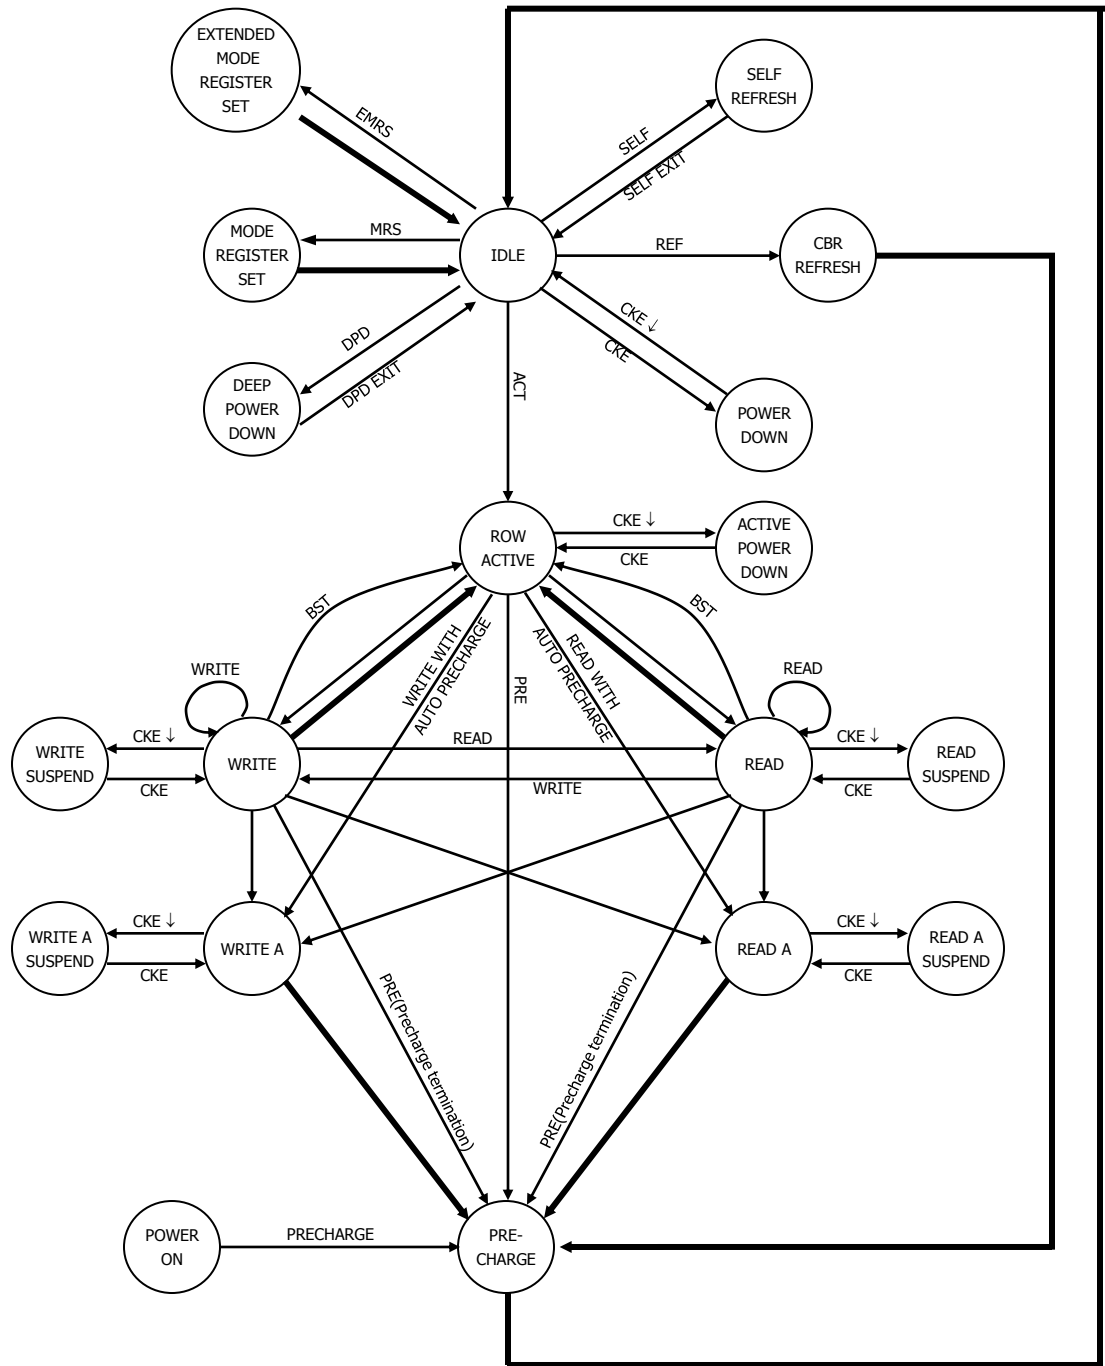 EXTENDED
MODE
REGISTER
SET
SELF
REFRESH
EMRS
SELF
SELF EXIT
MODE
REGISTER
SET
MRS
IDLE
REF
CBR
REFRESH
DPD
DPD EXIT
CKE ↓
CKE
DEEP
POWER
DOWN
ACT
POWER
DOWN
ROW
ACTIVE
CKE ↓
CKE
ACTIVE
POWER
DOWN
BST
BST
WRITE WITH
AUTO PRECHARGE
PRE
READ WITH
AUTO PRECHARGE
WRITE
READ
WRITE
SUSPEND
CKE ↓
CKE
WRITE
READ
WRITE
READ
CKE ↓
CKE
READ
SUSPEND
WRITE A
SUSPEND
CKE ↓
CKE
WRITE A
READ A
CKE ↓
CKE
READ A
SUSPEND
PRE(Precharge termination)
PRE(Precharge termination)
POWER
ON
PRECHARGE
PRE-
CHARGE